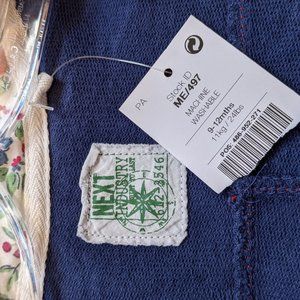 PA
Stock ID
ME/497
MACHINE
WASHABLE
9-12mths
11kg / 24lbs
NEXT
INDUSTRY